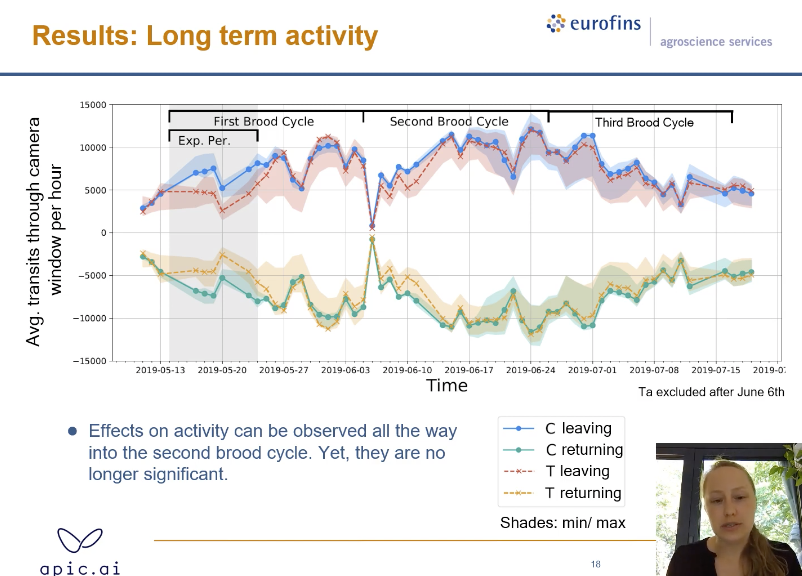 Results: Long term activity
eurofins
agroscience services
Avg. transits through camera
window per hour
15000
10000
5000
0
−5000
−10000
−15000
First Brood Cycle
Second Brood Cycle
Third Brood Cycle
Exp. Per.
2019-05-13
2019-05-20
2019-05-27
2019-06-03
2019-06-10
2019-06-17
2019-06-24
2019-07-01
2019-07-08
2019-07-15
2019-07
Time
Ta excluded after June 6th
● Effects on activity can be observed all the way
into the second brood cycle. Yet, they are no
longer significant.
C leaving
C returning
T leaving
T returning
Shades: min/ max
apic.ai
18